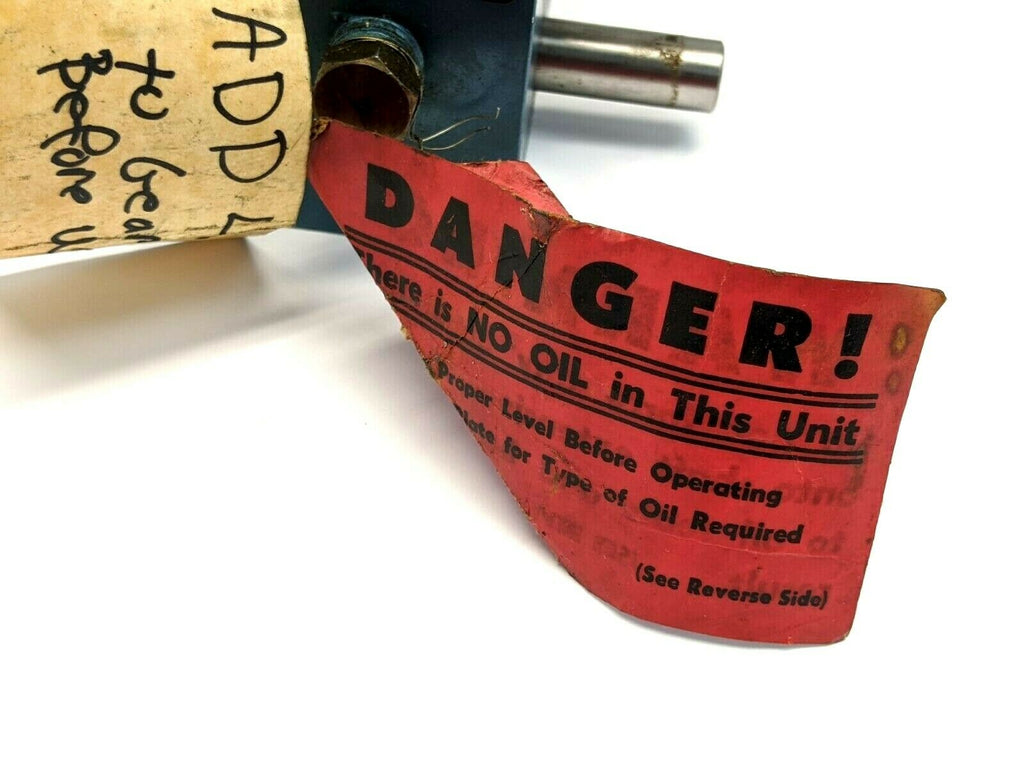 ADD L
to Gear
Before U
DANGER!
There is NO OIL in This Unit
Proper Level Before Operating
Plate for Type of Oil Required
(See Reverse Side)